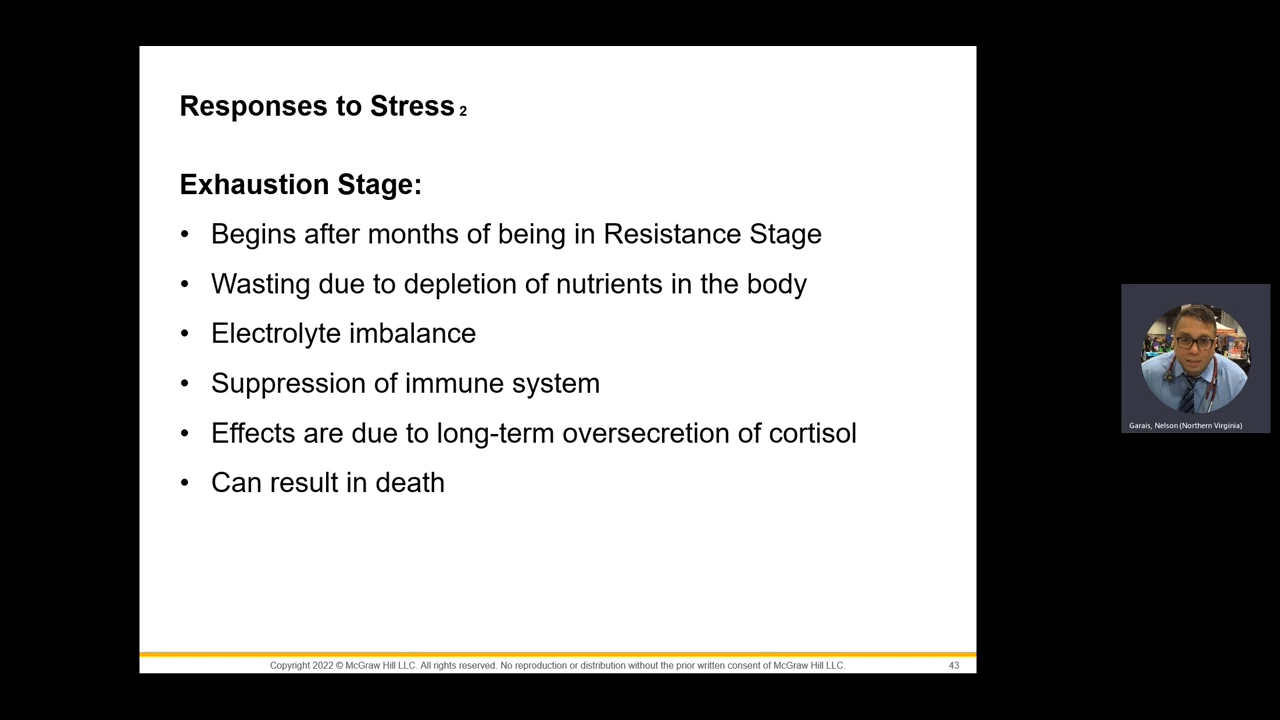 Responses to Stress 2
Exhaustion Stage:
• Begins after months of being in Resistance Stage
• Wasting due to depletion of nutrients in the body
• Electrolyte imbalance
• Suppression of immune system
• Effects are due to long-term oversecretion of cortisol
• Can result in death
Garais, Nelson (Northern Virginia)
Copyright 2022 © McGraw Hill LLC. All rights reserved. No reproduction or distribution without the prior written consent of McGraw Hill LLC.
43